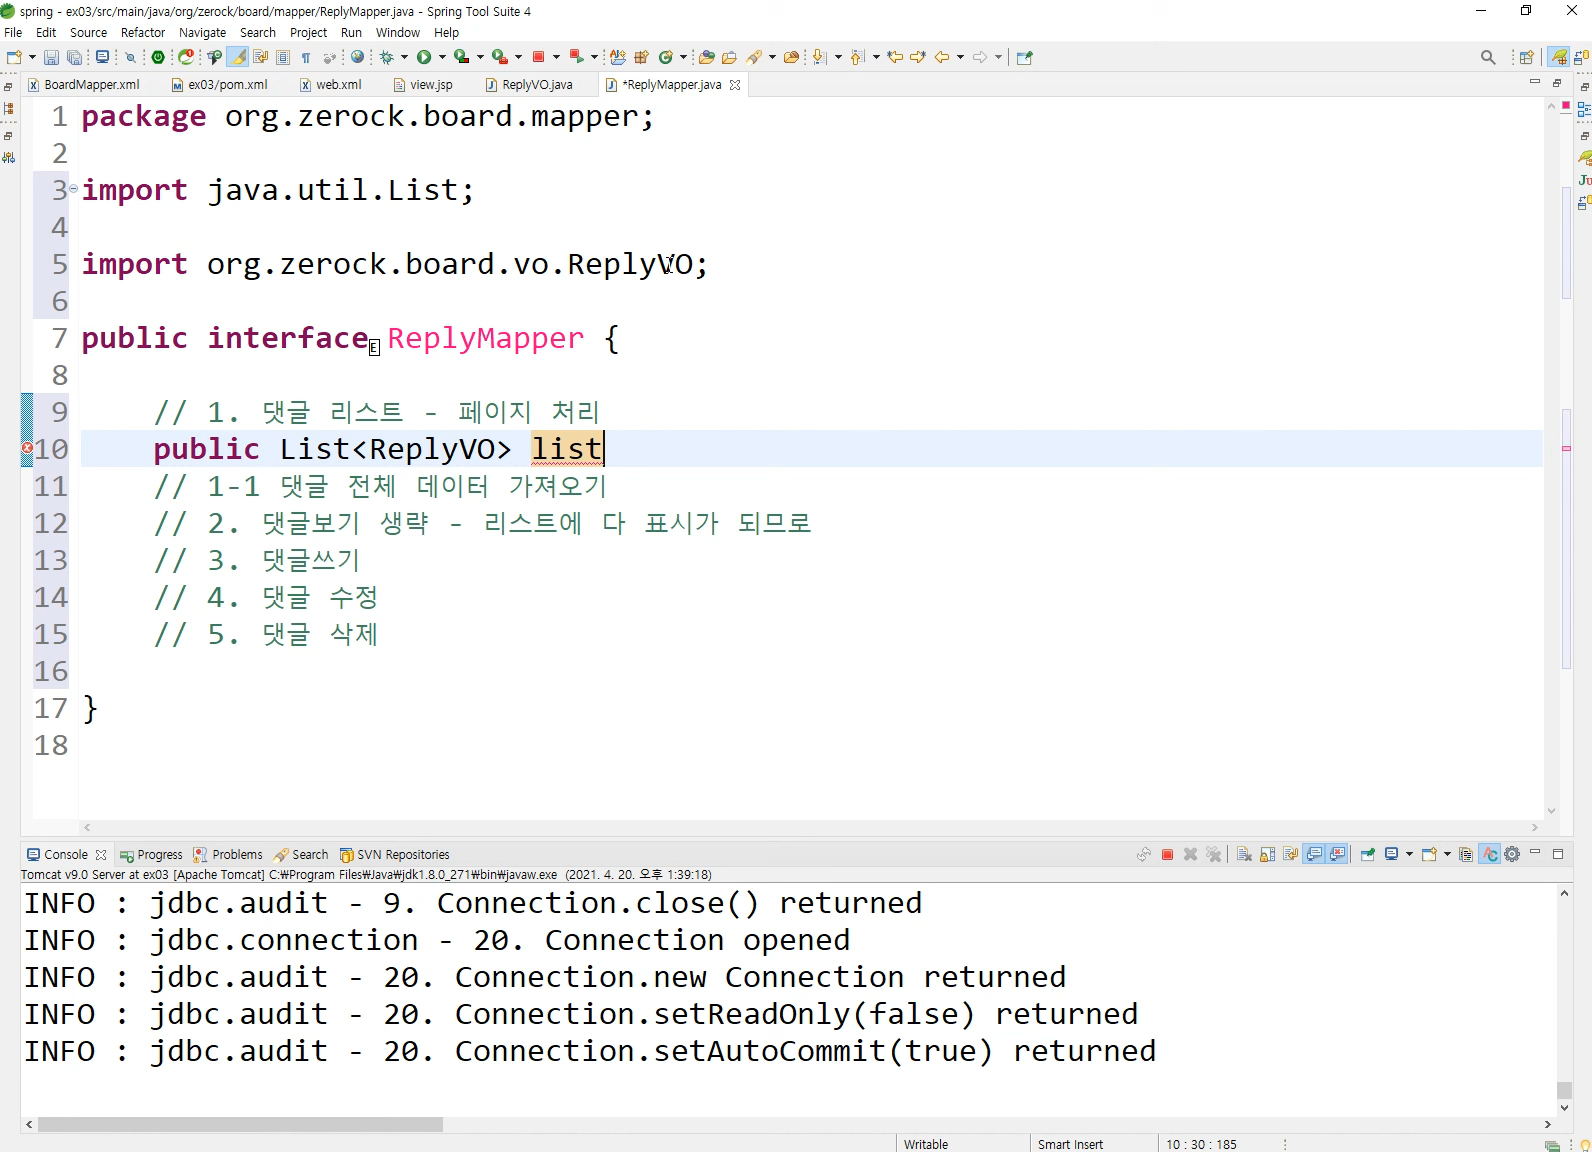 spring - ex03/src/main/java/org/zerock/board/mapper/ReplyMapper.java - Spring Tool Suite 4
File Edit Source Refactor Navigate Search Project Run Window Help
BoardMapper.xml ex03/pom.xml web.xml view.jsp ReplyVO.java *ReplyMapper.java
1 package org.zerock.board.mapper;
2
3 import java.util.List;
4
5 import org.zerock.board.vo.ReplyVO;
6
7 public interface ReplyMapper {
8
9 // 1. 댓글 리스트 - 페이지 처리
10 public List<ReplyVO> list
11 // 1-1 댓글 전체 데이터 가져오기
12 // 2. 댓글보기 생략 - 리스트에 다 표시가 되므로
13 // 3. 댓글쓰기
14 // 4. 댓글 수정
15 // 5. 댓글 삭제
16
17 }
18
Console Progress Problems Search SVN Repositories
Tomcat v9.0 Server at ex03 [Apache Tomcat] C:₩Program Files₩Java₩jdk1.8.0_271₩bin₩javaw.exe (2021. 4. 20. 오후 1:39:18)
INFO : jdbc.audit - 9. Connection.close() returned
INFO : jdbc.connection - 20. Connection opened
INFO : jdbc.audit - 20. Connection.new Connection returned
INFO : jdbc.audit - 20. Connection.setReadOnly(false) returned
INFO : jdbc.audit - 20. Connection.setAutoCommit(true) returned
Writable Smart Insert 10 : 30 : 185